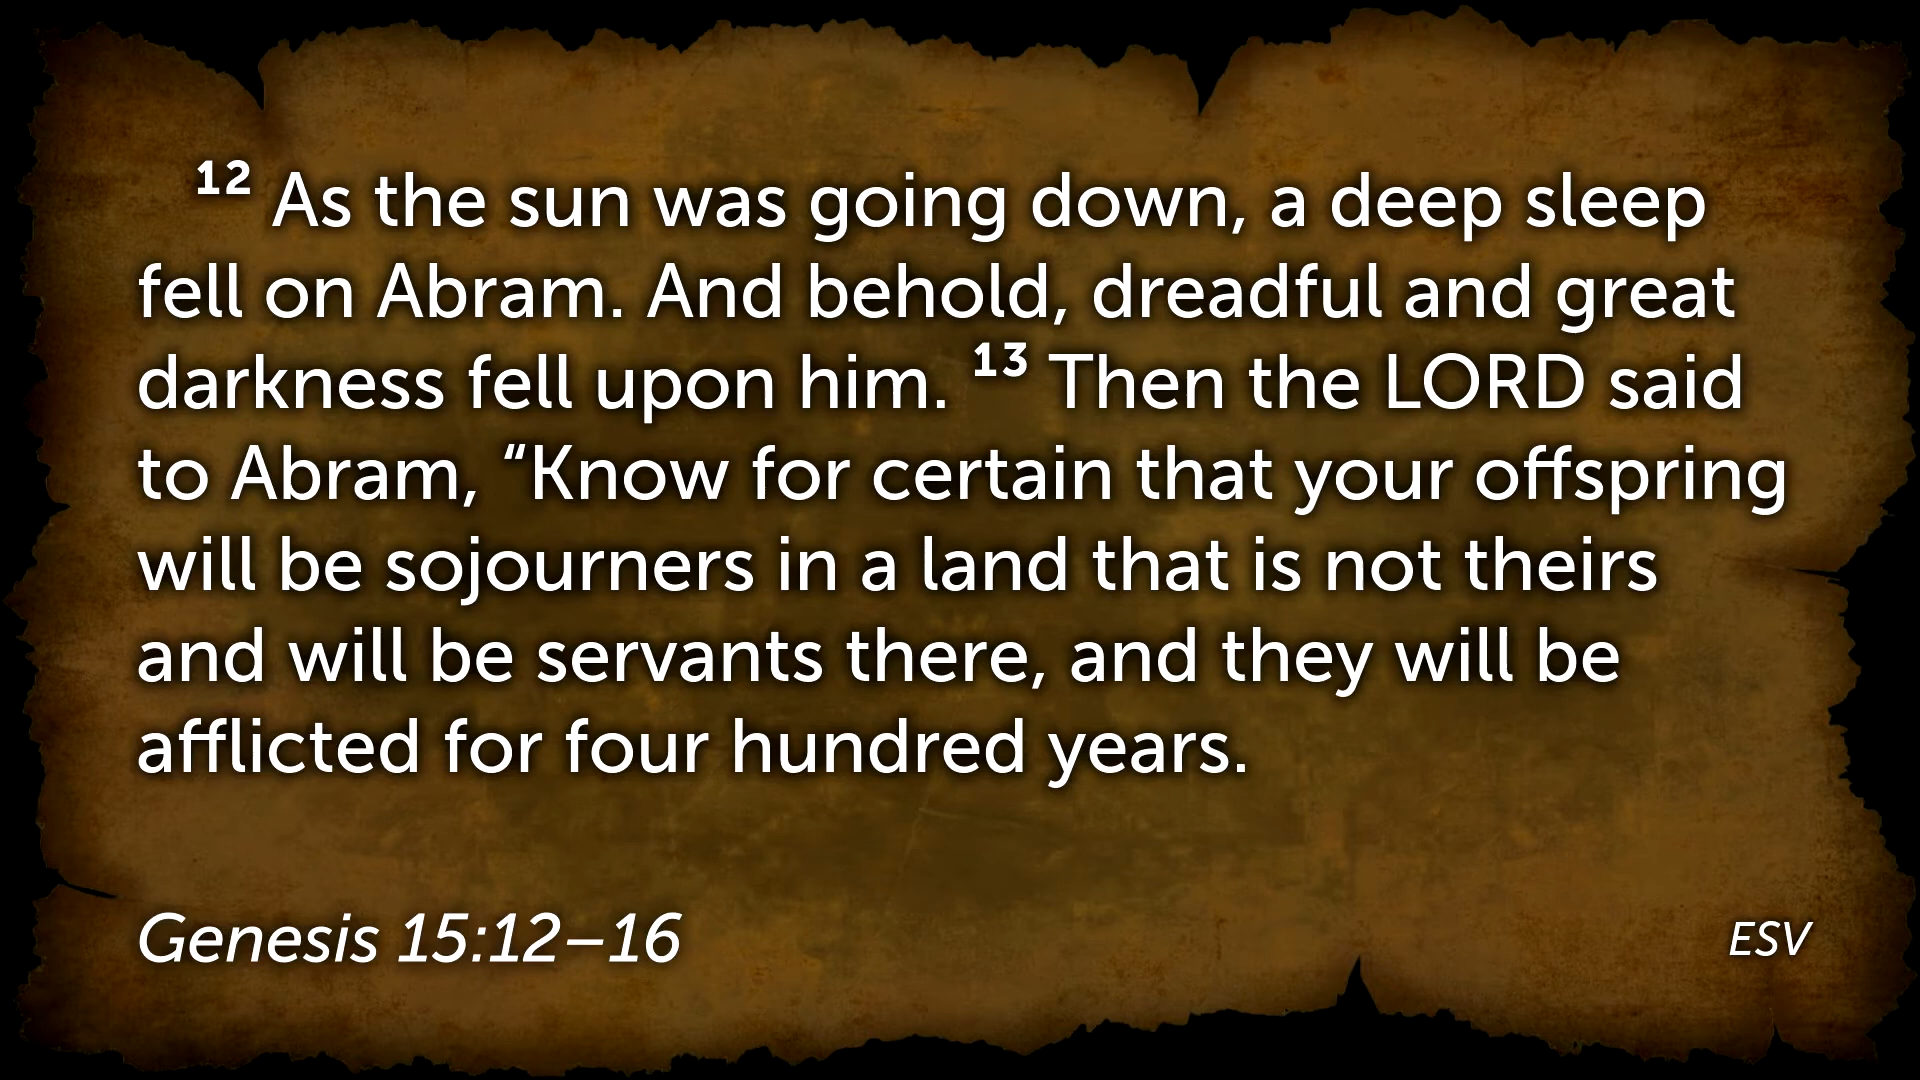 12 As the sun was going down, a deep sleep
fell on Abram. And behold, dreadful and great
darkness fell upon him. 13 Then the LORD said
to Abram, “Know for certain that your offspring
will be sojourners in a land that is not theirs
and will be servants there, and they will be
afflicted for four hundred years.
Genesis 15:12–16
ESV